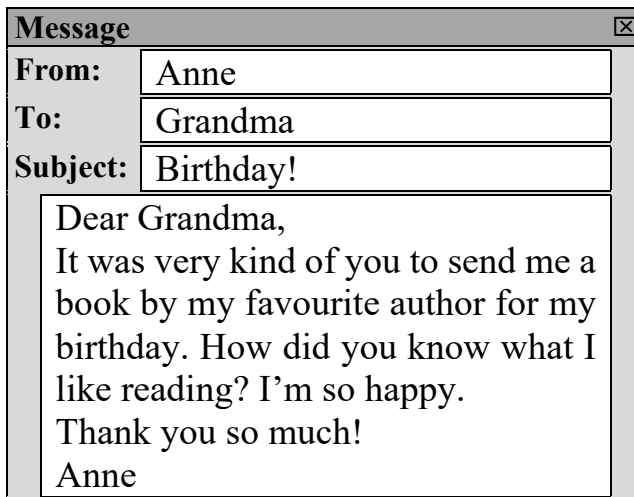 Message
From: Anne
To: Grandma
Subject: Birthday!
Dear Grandma,
It was very kind of you to send me a
book by my favourite author for my
birthday. How did you know what I
like reading? I’m so happy.
Thank you so much!
Anne